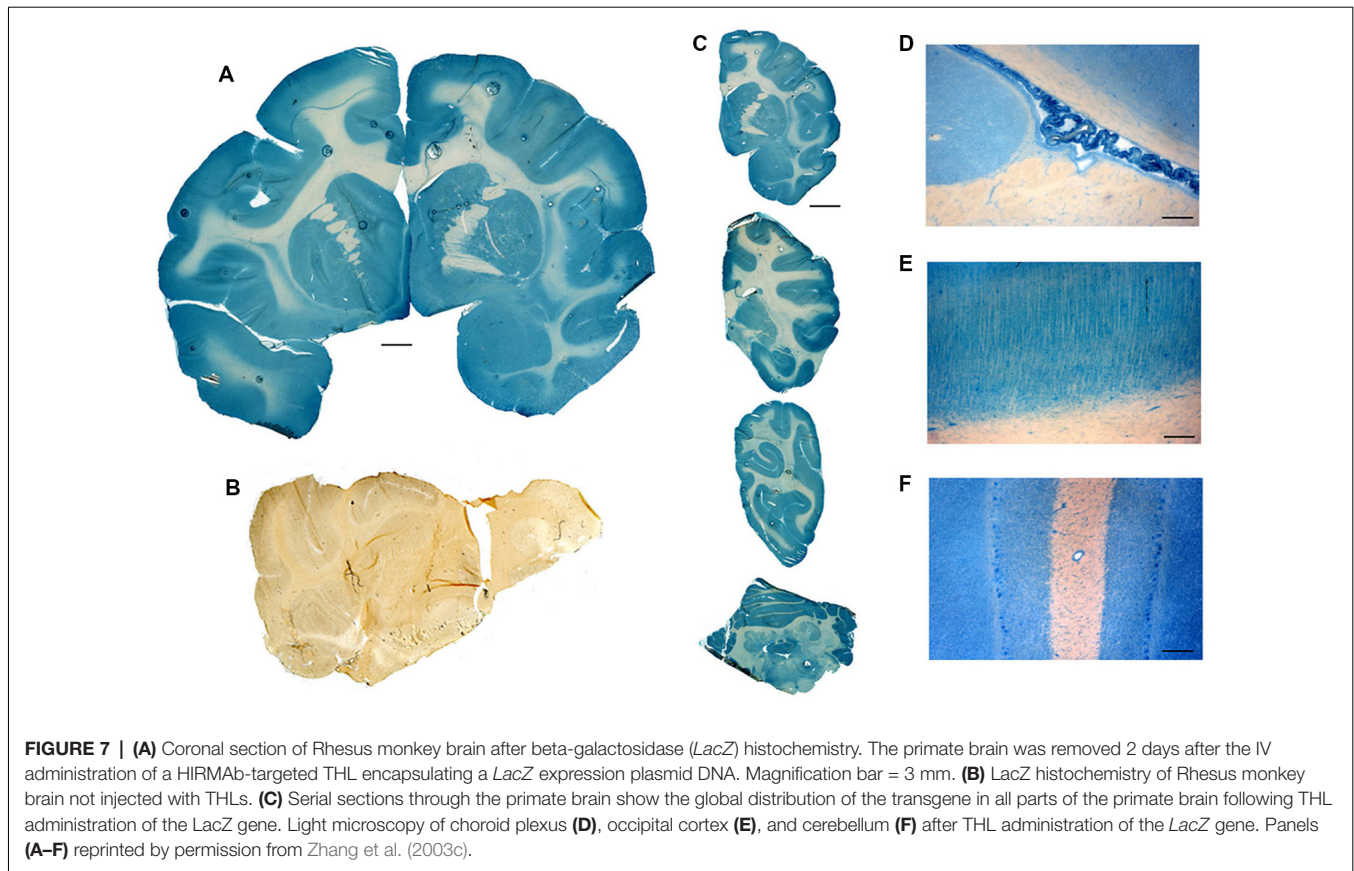 A
B
C
D
E
F
FIGURE 7 | (A) Coronal section of Rhesus monkey brain after beta-galactosidase (LacZ) histochemistry. The primate brain was removed 2 days after the IV
administration of a HIRMAb-targeted THL encapsulating a LacZ expression plasmid DNA. Magnification bar = 3 mm. (B) LacZ histochemistry of Rhesus monkey
brain not injected with THLs. (C) Serial sections through the primate brain show the global distribution of the transgene in all parts of the primate brain following THL
administration of the LacZ gene. Light microscopy of choroid plexus (D), occipital cortex (E), and cerebellum (F) after THL administration of the LacZ gene. Panels
(A–F) reprinted by permission from Zhang et al. (2003c).